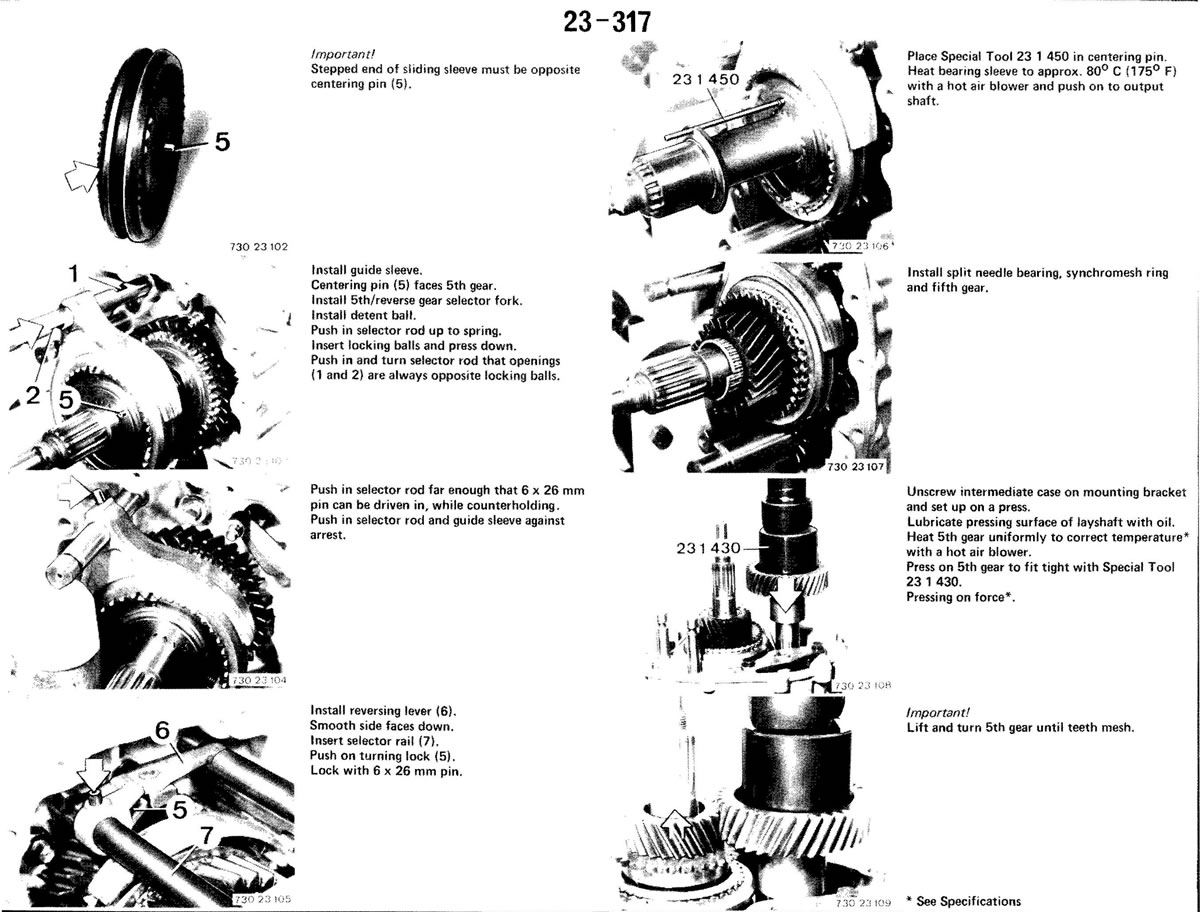 23-317
Important!
Stepped end of sliding sleeve must be opposite
centering pin (5).
5
730 23 102
Install guide sleeve.
Centering pin (5) faces 5th gear.
Install 5th/reverse gear selector fork.
Install detent ball.
Push in selector rod up to spring.
Insert locking balls and press down.
Push in and turn selector rod that openings
(1 and 2) are always opposite locking balls.
1
2
5
Push in selector rod far enough that 6 x 26 mm
pin can be driven in, while counterholding.
Push in selector rod and guide sleeve against
arrest.
730 23 104
Install reversing lever (6).
Smooth side faces down.
Insert selector rail (7).
Push on turning lock (5).
Lock with 6 x 26 mm pin.
6
5
7
730 23 105
Place Special Tool 23 1 450 in centering pin.
Heat bearing sleeve to approx. 80° C (175° F)
with a hot air blower and push on to output
shaft.
23 1 450
730 23 106
Install split needle bearing, synchromesh ring
and fifth gear.
730 23 107
Unscrew intermediate case on mounting bracket
and set up on a press.
Lubricate pressing surface of layshaft with oil.
Heat 5th gear uniformly to correct temperature*
with a hot air blower.
Press on 5th gear to fit tight with Special Tool
23 1 430.
Pressing on force*.
23 1 430
730 23 108
Important!
Lift and turn 5th gear until teeth mesh.
730 23 109
* See Specifications